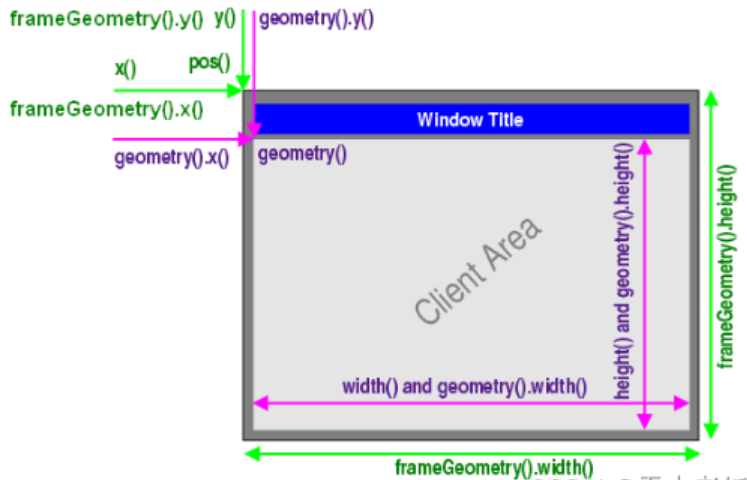 frameGeometry().y() y() geometry().y()
x() pos()
frameGeometry().x()
Window Title
geometry().x() geometry()
height() and geometry().height()
frameGeometry().height()
Client Area
width() and geometry().width()
frameGeometry().width()